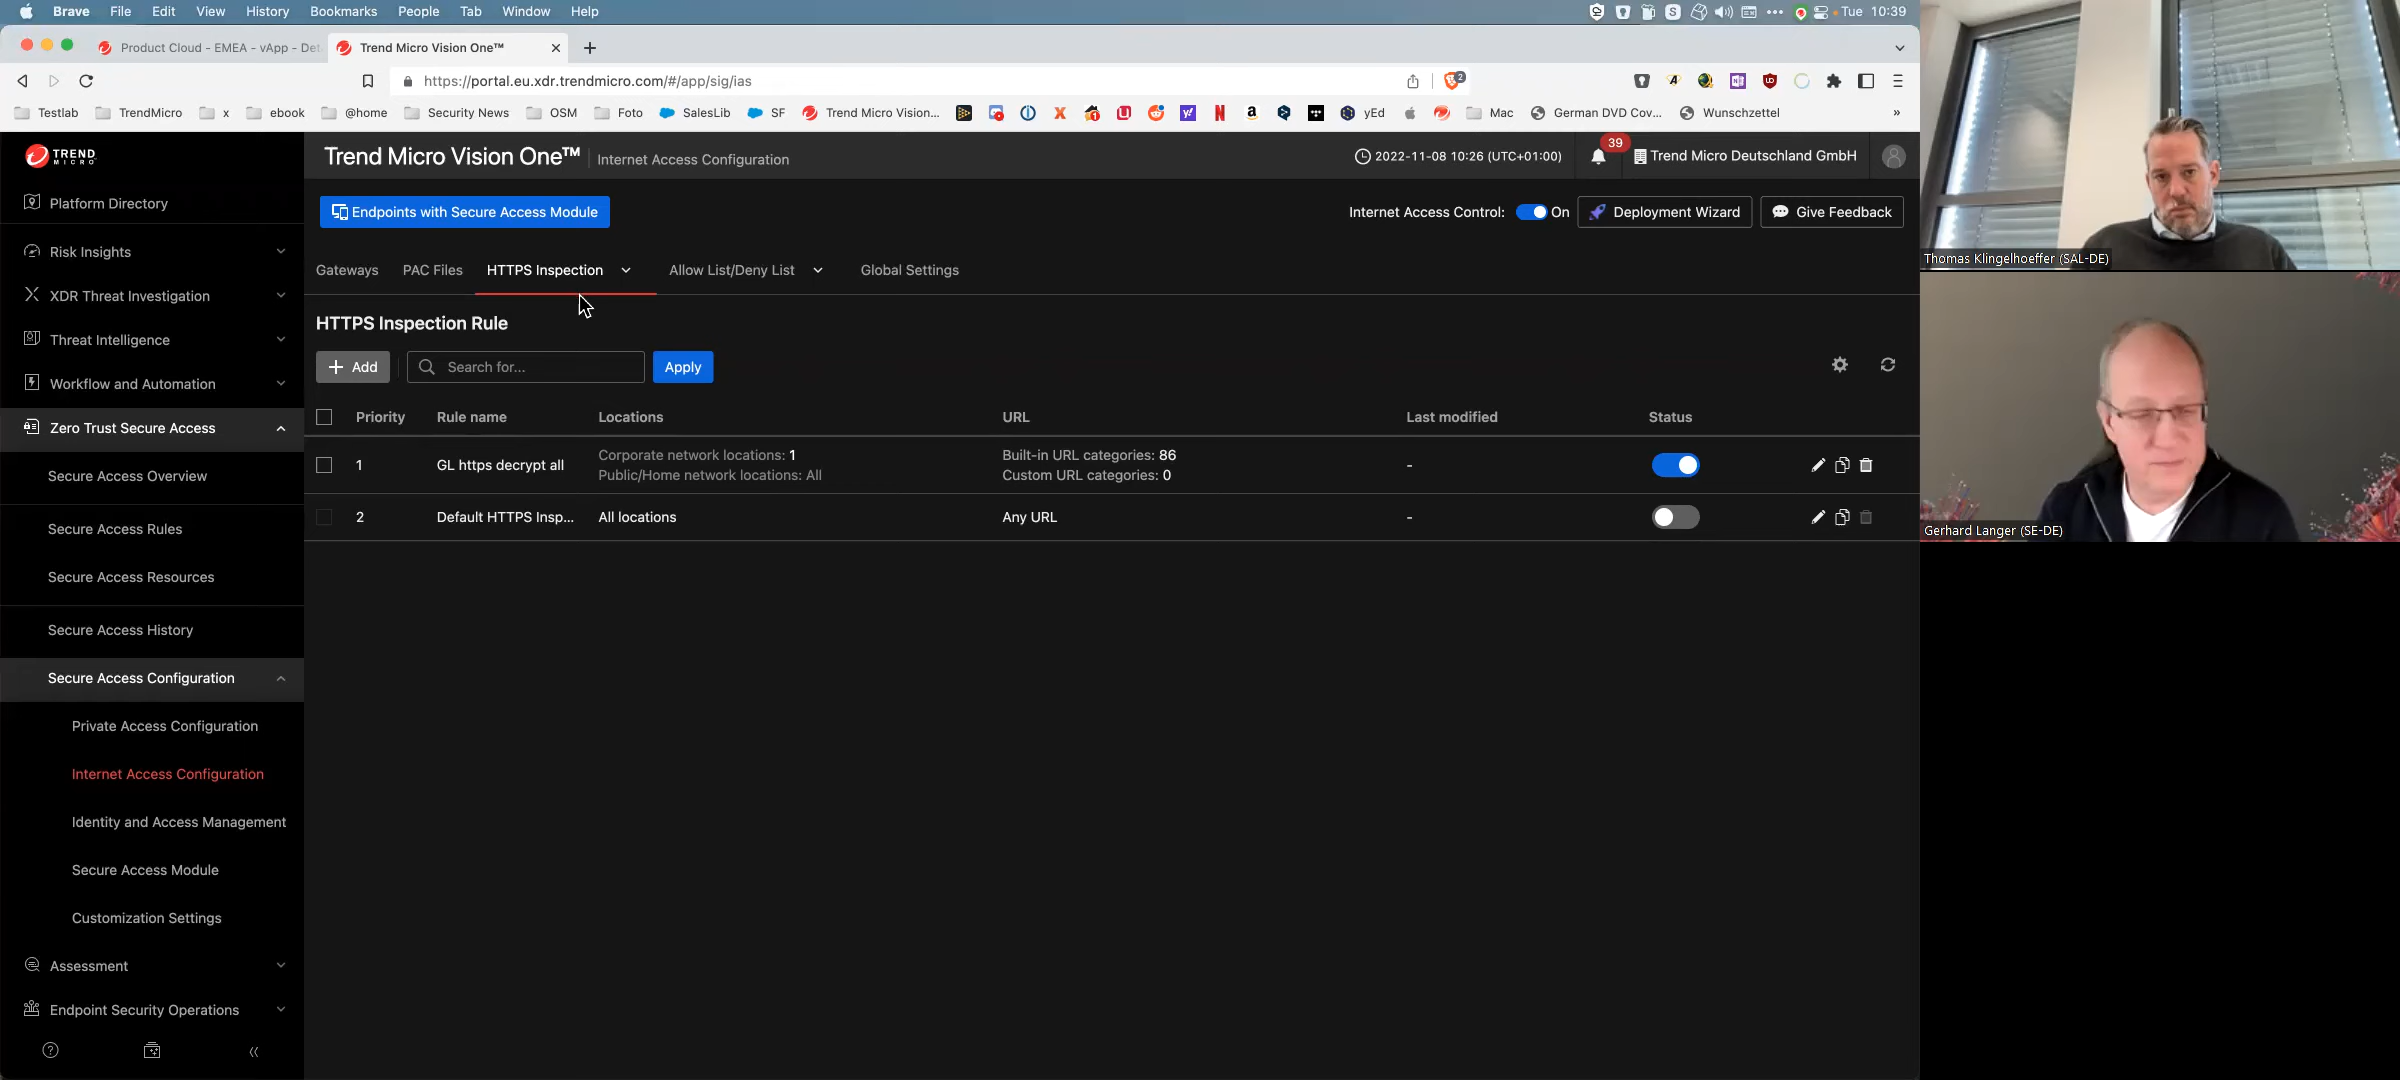 Brave File Edit View History Bookmarks People Tab Window Help
Tue 10:39
Product Cloud - EMEA - vApp - Det
Trend Micro Vision One™
https://portal.eu.xdr.trendmicro.com/#/app/sig/ias
2
Testlab TrendMicro x ebook @home Security News OSM Foto SalesLib SF Trend Micro Vision... yEd Mac German DVD Cov... Wunschzettel »
TREND
MICRO
Trend Micro Vision One™ Internet Access Configuration
2022-11-08 10:26 (UTC+01:00)
39
Trend Micro Deutschland GmbH
Platform Directory
Risk Insights
XDR Threat Investigation
Threat Intelligence
Workflow and Automation
Zero Trust Secure Access
Secure Access Overview
Secure Access Rules
Secure Access Resources
Secure Access History
Secure Access Configuration
Private Access Configuration
Internet Access Configuration
Identity and Access Management
Secure Access Module
Customization Settings
Assessment
Endpoint Security Operations
Endpoints with Secure Access Module
Internet Access Control: On
Deployment Wizard
Give Feedback
Gateways PAC Files HTTPS Inspection Allow List/Deny List Global Settings
HTTPS Inspection Rule
+ Add
Search for...
Apply
Priority Rule name Locations URL Last modified Status
1 GL https decrypt all
Corporate network locations: 1
Public/Home network locations: All
Built-in URL categories: 86
Custom URL categories: 0
-
2 Default HTTPS Insp... All locations Any URL -
Thomas Klingelhoeffer (SAL-DE)
Gerhard Langer (SE-DE)